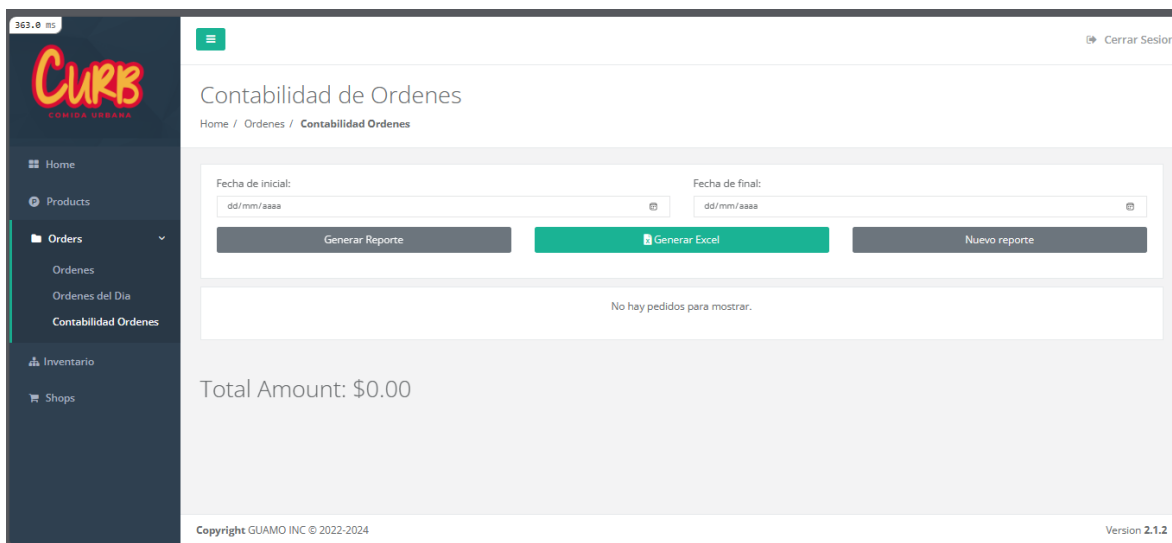 363.0 ms
CURB
COMIDA URBANA
Cerrar Sesion
Contabilidad de Ordenes
Home / Ordenes / Contabilidad Ordenes
Home
Products
Orders
Ordenes
Ordenes del Dia
Contabilidad Ordenes
Inventario
Shops
Fecha de inicial:
Fecha de final:
dd/mm/aaaa
dd/mm/aaaa
Generar Reporte
Generar Excel
Nuevo reporte
No hay pedidos para mostrar.
Total Amount: $0.00
Copyright GUAMO INC © 2022-2024
Version 2.1.2